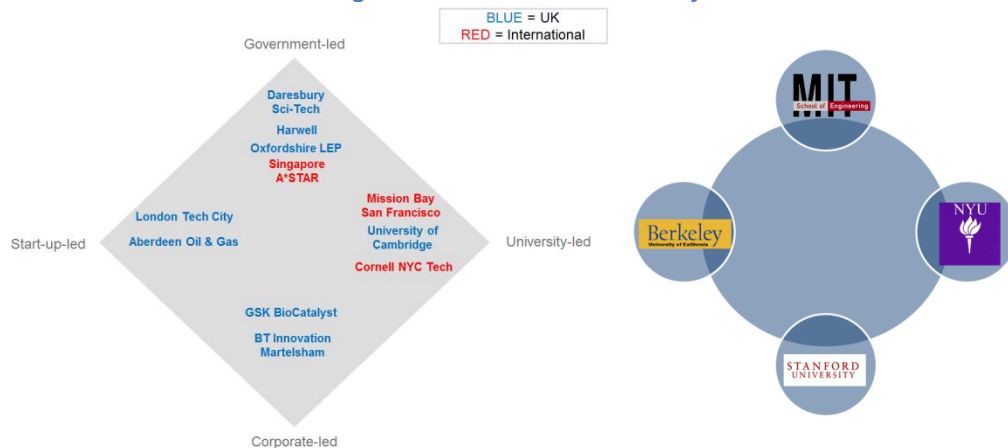 BLUE = UK
RED = International
Government-led
Daresbury
Sci-Tech
Harwell
Oxfordshire LEP
Singapore
A*STAR
Mission Bay
San Francisco
London Tech City
University of
Cambridge
Aberdeen Oil & Gas
Start-up-led
University-led
Cornell NYC Tech
GSK BioCatalyst
BT Innovation
Martelsham
Corporate-led
MIT
School of Engineering
Berkeley
University of California
NYU
STANFORD
UNIVERSITY